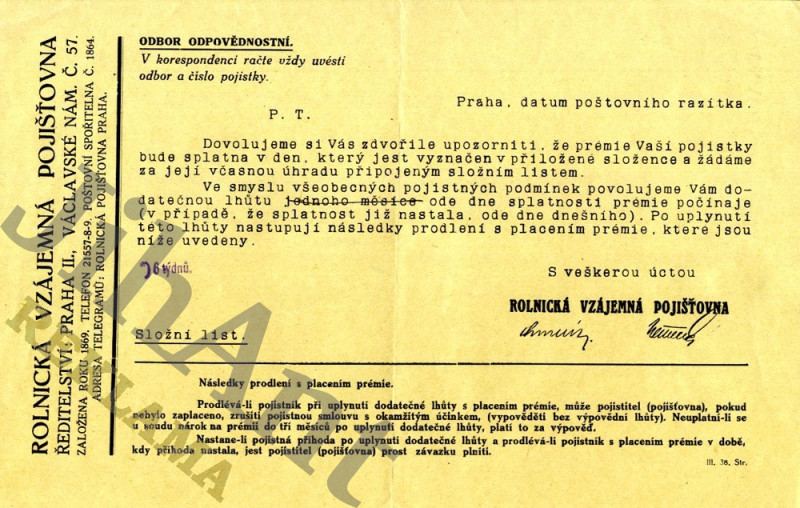 ROLNICKÁ VZÁJEMNÁ POJIŠŤOVNA
ŘEDITELSTVÍ: PRAHA II., VÁCLAVSKÉ NÁM. Č. 57.
ZALOŽENA ROKU 1869. TELEFON 21557-8-9. POŠTOVNÍ SPOŘITELNA Č. 1864.
ADRESA TELEGRAMŮ: ROLNICKÁ POJIŠŤOVNA PRAHA.
ODBOR ODPOVĚDNOSTNÍ.
V korespondenci račte vždy uvésti
odbor a číslo pojistky.
Praha, datum poštovního razítka.
P. T.
Dovolujeme si Vás zdvořile upozorniti, že prémie Vaší pojistky
bude splatna v den, který jest vyznačen v přiložené složence a žádáme
za její včasnou úhradu připojeným složním listem.
Ve smyslu všeobecných pojistných podmínek povolujeme Vám do-
datečnou lhůtu jednoho měsíce ode dne splatnosti prémie počínaje
(v případě, že splatnost již nastala, ode dne dnešního). Po uplynutí
této lhůty nastupují následky prodlení s placením prémie, které jsou
níže uvedeny.
6 týdnů.
S veškerou úctou
ROLNICKÁ VZÁJEMNÁ POJIŠŤOVNA
Složní list.
Následky prodlení s placením prémie.
Prodlévá-li pojistník při uplynutí dodatečné lhůty s placením prémie, může pojistitel (pojišťovna), pokud
nebylo zaplaceno, zrušiti pojistnou smlouvu s okamžitým účinkem, (vypověděti bez výpovědní lhůty). Neuplatní-li se
u soudu nárok na prémii do tří měsíců po uplynutí dodatečné lhůty, platí to za výpověď.
Nastane-li pojistná příhoda po uplynutí dodatečné lhůty a prodlévá-li pojistník s placením prémie v době,
kdy příhoda nastala, jest pojistitel (pojišťovna) prost závazku plniti.
III. 38. Str.
JihArt
REKLAMA